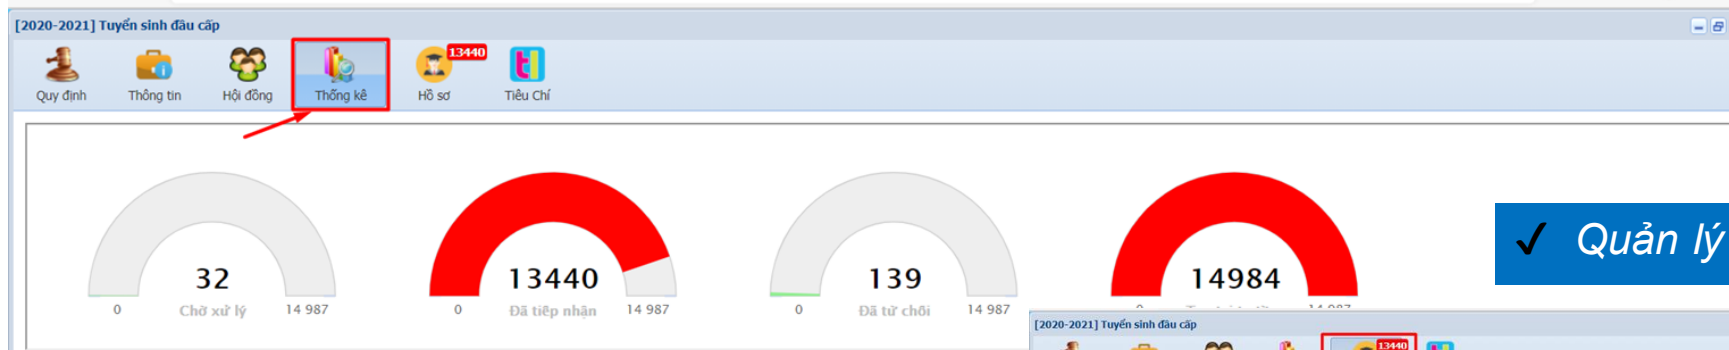 [2020-2021] Tuyển sinh đầu cấp
13440
Quy định Thông tin Hội đồng Thống kê Hồ sơ Tiêu Chí
32 13440 139 14984
0 Chờ xử lý 14 987 0 Đã tiếp nhận 14 987 0 Đã từ chối 14 987
✓ Quản lý
[2020-2021] Tuyển sinh đầu cấp
13440